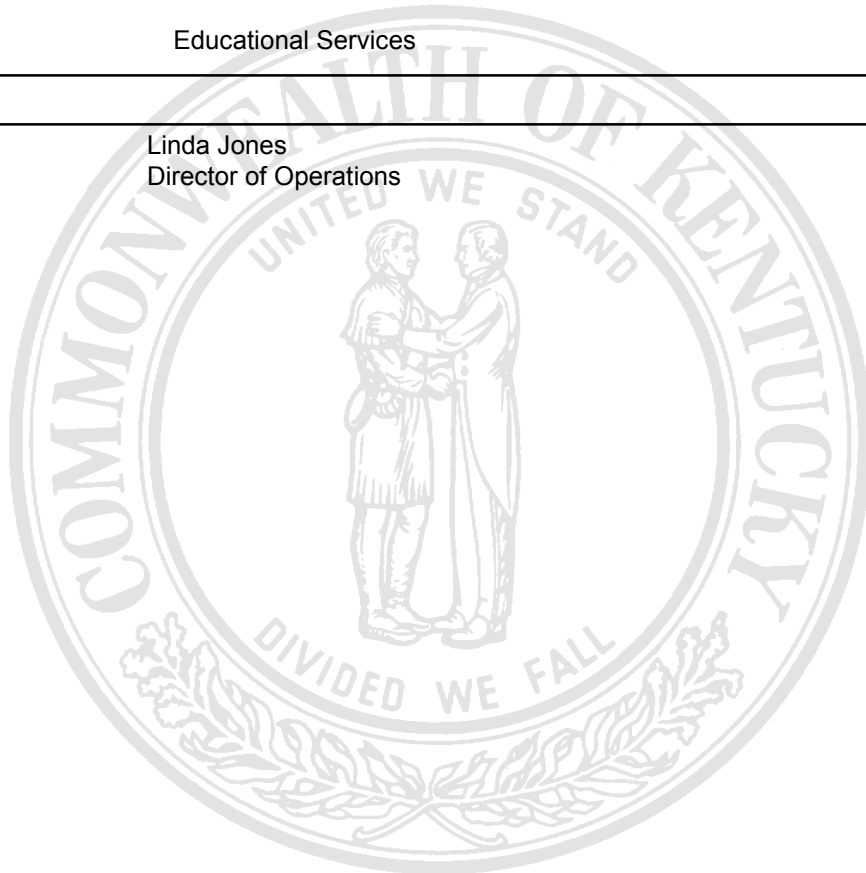 Educational Services
Linda Jones
Director of Operations
COMMONWEALTH OF KENTUCKY
UNITED WE STAND
DIVIDED WE FALL